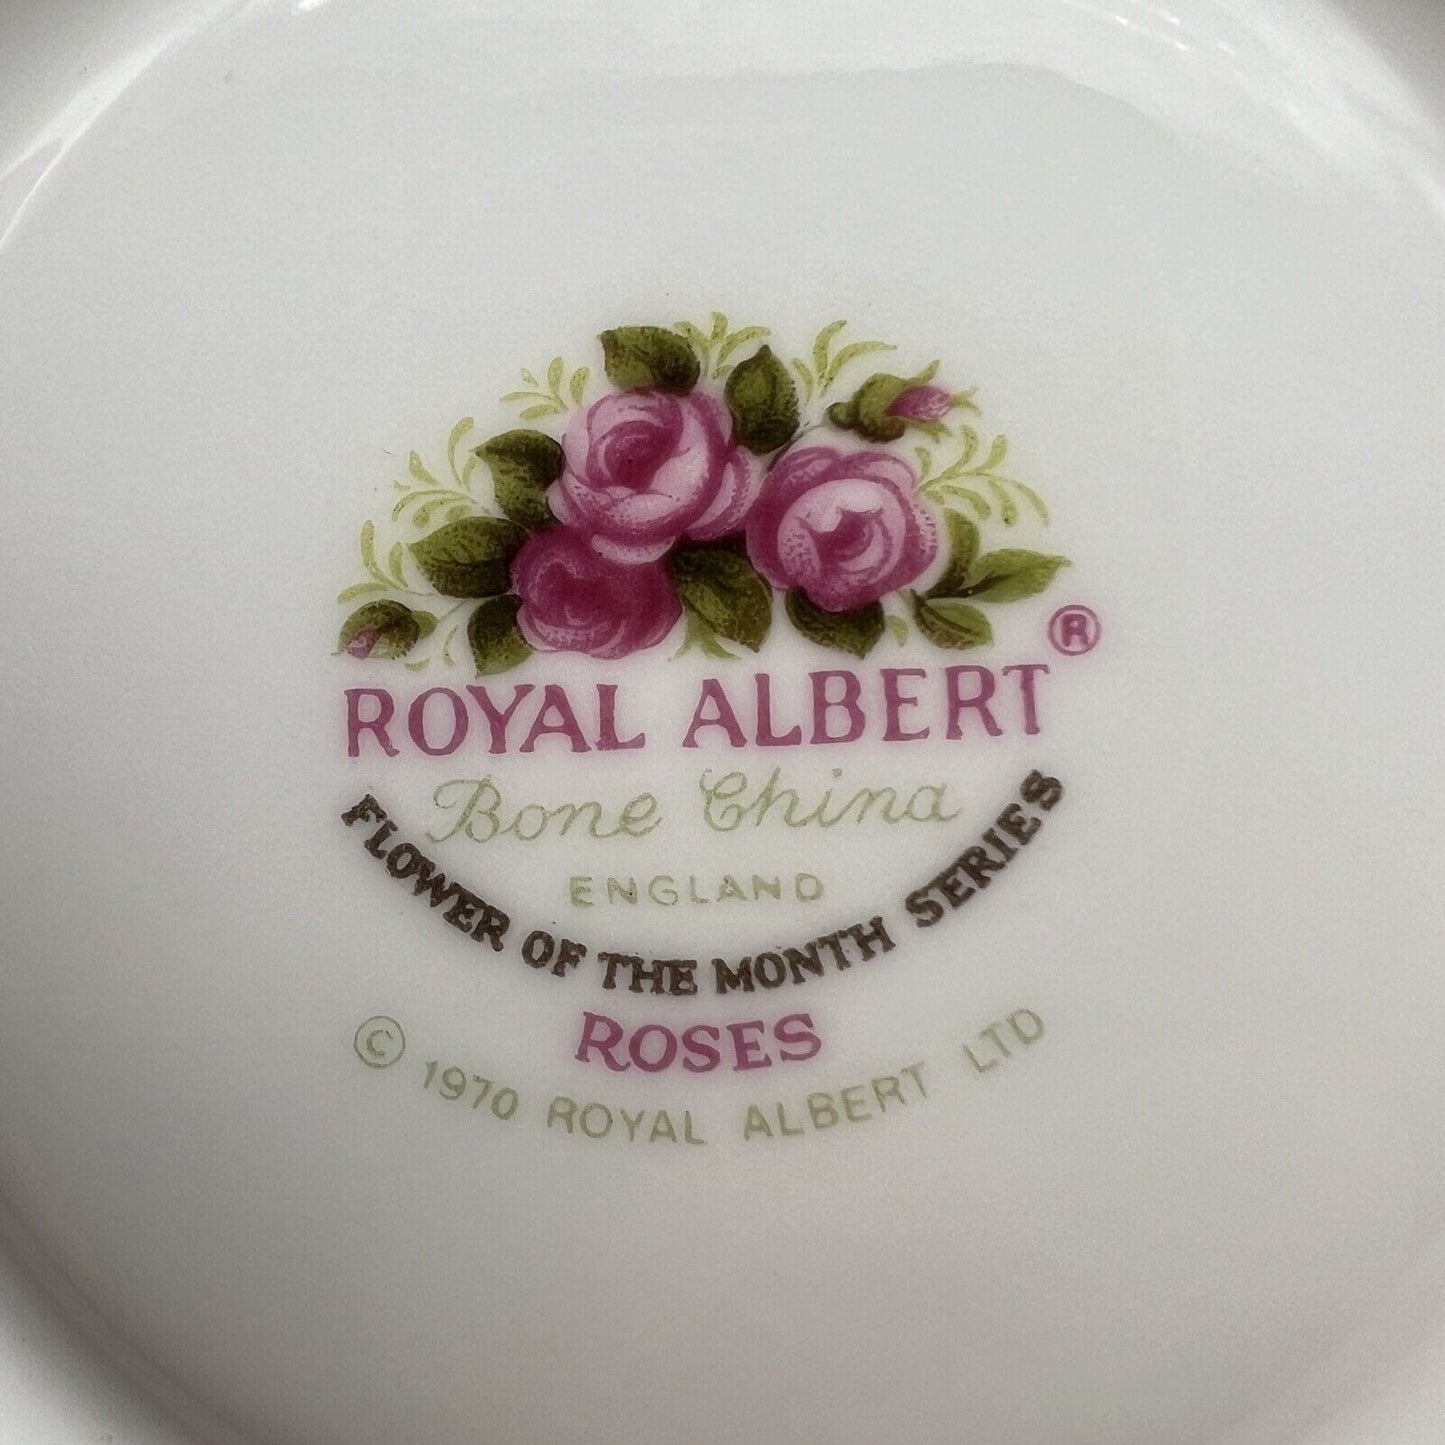 ROYAL ALBERT®
Bone China
ENGLAND
FLOWER OF THE MONTH SERIES
ROSES
© 1970 ROYAL ALBERT LTD